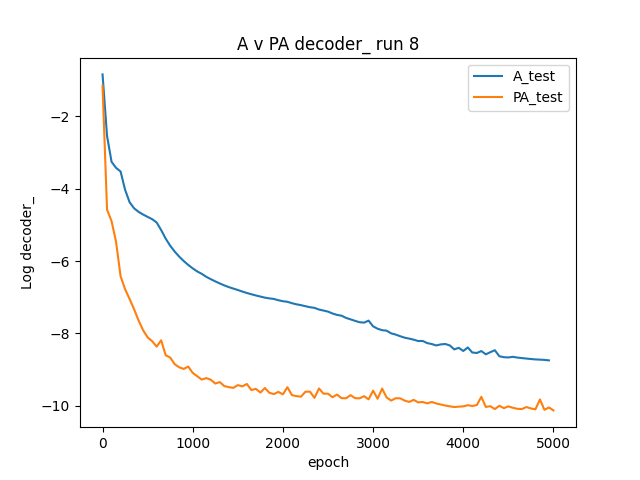 A v PA decoder_ run 8
A_test
PA_test
Log decoder_
−2
−4
−6
−8
−10
0
1000
2000
3000
4000
5000
epoch